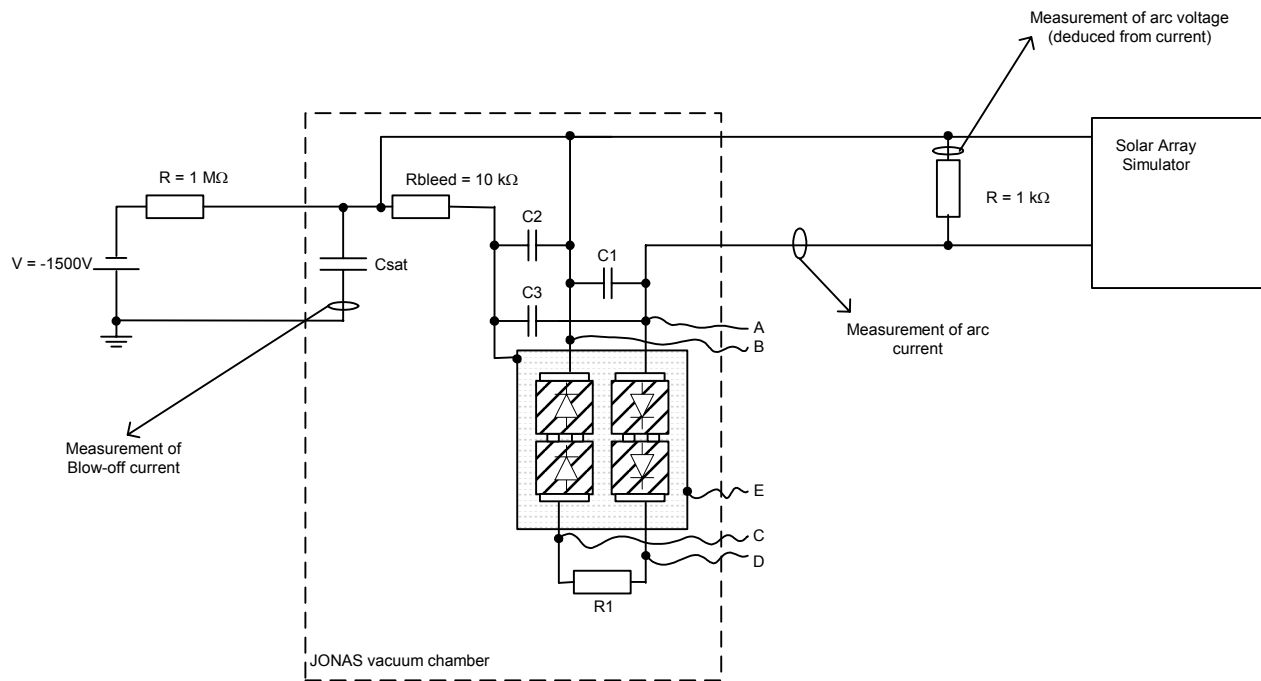 Measurement of arc voltage
(deduced from current)
Solar Array
Simulator
R = 1 MΩ
Rbleed = 10 kΩ
R = 1 kΩ
C2
C1
V = -1500V
Csat
C3
A
B
Measurement of arc
current
Measurement of
Blow-off current
E
C
D
R1
JONAS vacuum chamber